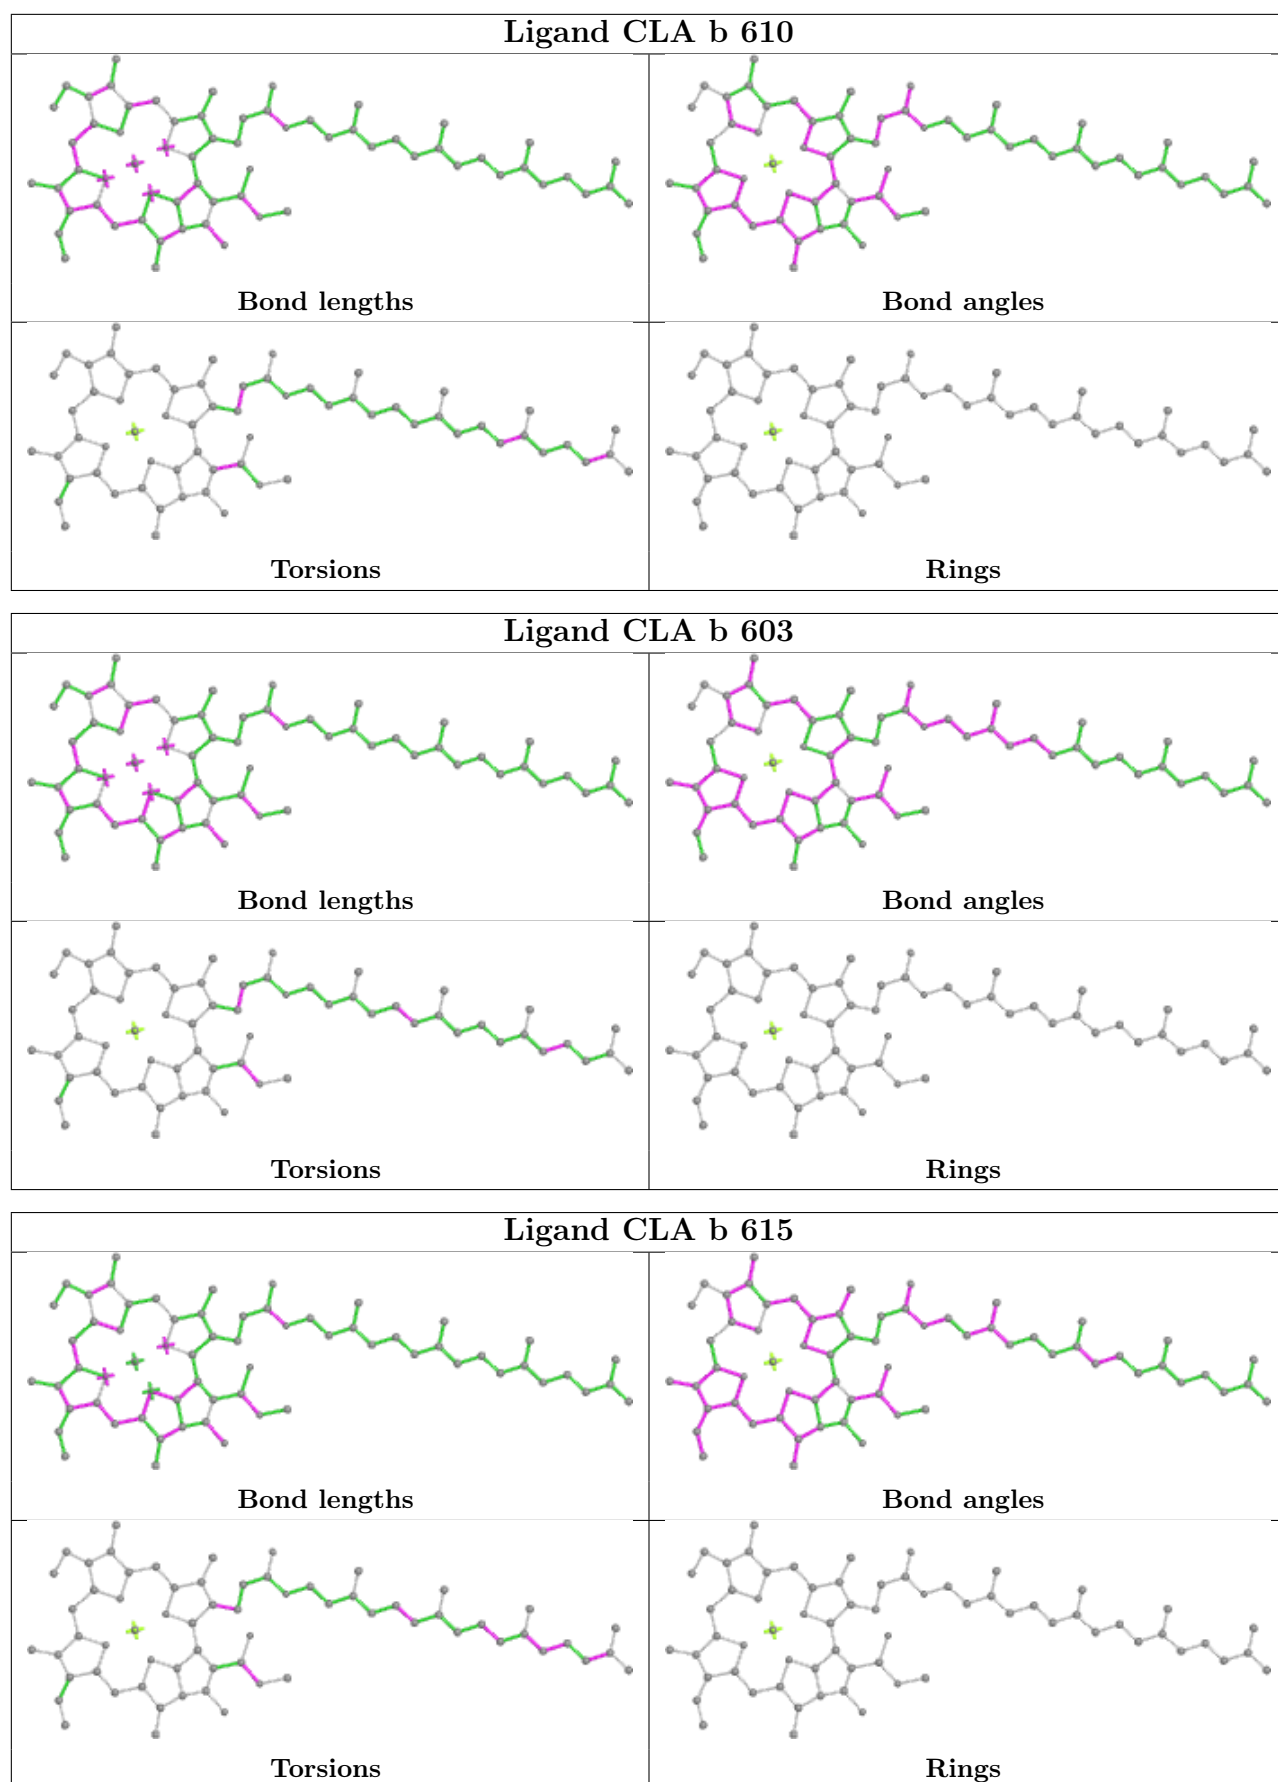 Ligand CLA b 610
Bond lengths
Bond angles
Torsions
Rings
Ligand CLA b 603
Bond lengths
Bond angles
Torsions
Rings
Ligand CLA b 615
Bond lengths
Bond angles
Torsions
Rings